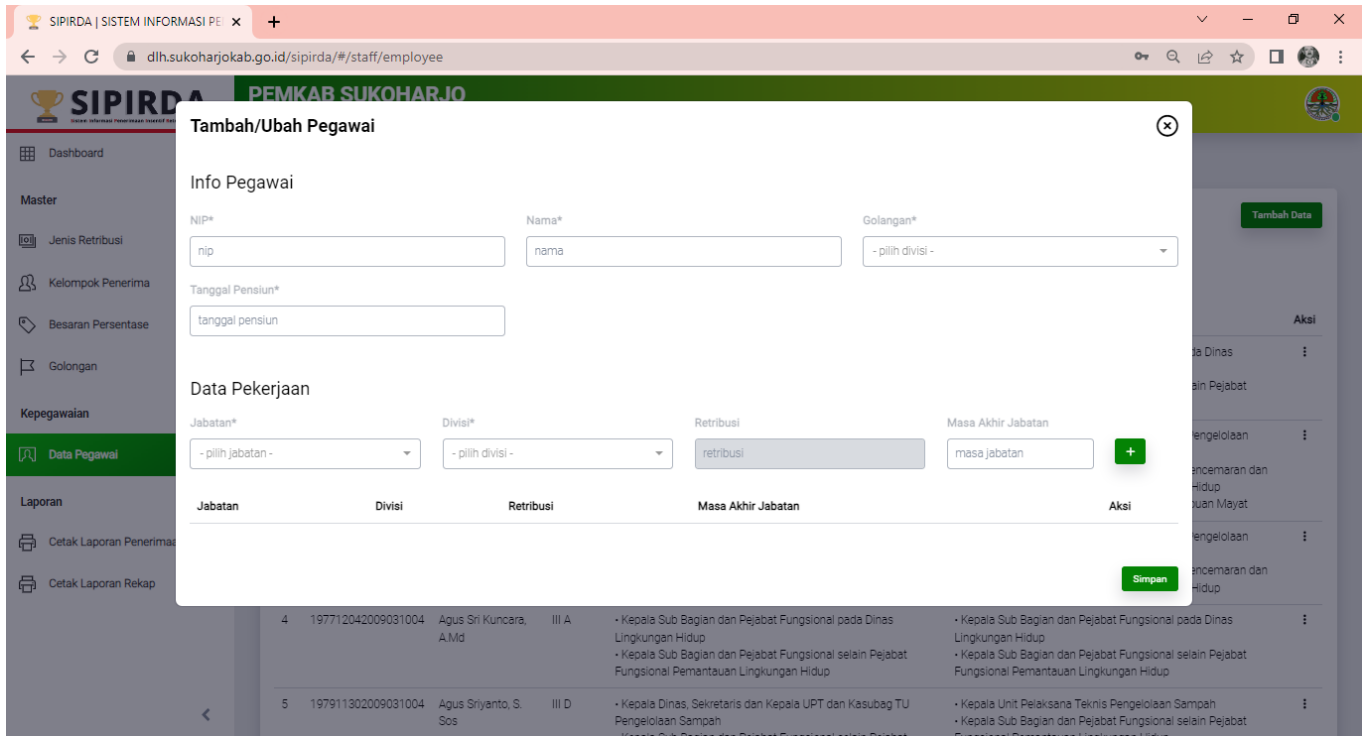 SIPIRDA | SISTEM INFORMASI PE
dlh.sukoharjokab.go.id/sipirda/#/staff/employee
SIPIRDA
PEMKAB SUKOHARJO
Dashboard
Master
Jenis Retribusi
Kelompok Penerima
Besaran Persentase
Golongan
Kepegawaian
Data Pegawai
Laporan
Cetak Laporan Penerimaa
Cetak Laporan Rekap
Tambah/Ubah Pegawai
Info Pegawai
NIP* Nama* Golangan*
nip nama - pilih divisi -
Tanggal Pensiun*
tanggal pensiun
Data Pekerjaan
Jabatan* Divisi* Retribusi Masa Akhir Jabatan
- pilih jabatan - - pilih divisi - retribusi masa jabatan +
Jabatan Divisi Retribusi Masa Akhir Jabatan Aksi
Simpan
Tambah Data
Aksi
da Dinas
ain Pejabat
engelolaan
encemaran dan
Hidup
buan Mayat
engelolaan
encemaran dan
Hidup
4 197712042009031004 Agus Sri Kuncara, III A • Kepala Sub Bagian dan Pejabat Fungsional pada Dinas • Kepala Sub Bagian dan Pejabat Fungsional pada Dinas
A.Md Lingkungan Hidup Lingkungan Hidup
• Kepala Sub Bagian dan Pejabat Fungsional selain Pejabat • Kepala Sub Bagian dan Pejabat Fungsional selain Pejabat
Fungsional Pemantauan Lingkungan Hidup Fungsional Pemantauan Lingkungan Hidup
5 197911302009031004 Agus Sriyanto, S. III D • Kepala Dinas, Sekretaris dan Kepala UPT dan Kasubag TU • Kepala Unit Pelaksana Teknis Pengelolaan Sampah
Sos Pengelolaan Sampah • Kepala Sub Bagian dan Pejabat Fungsional selain Pejabat